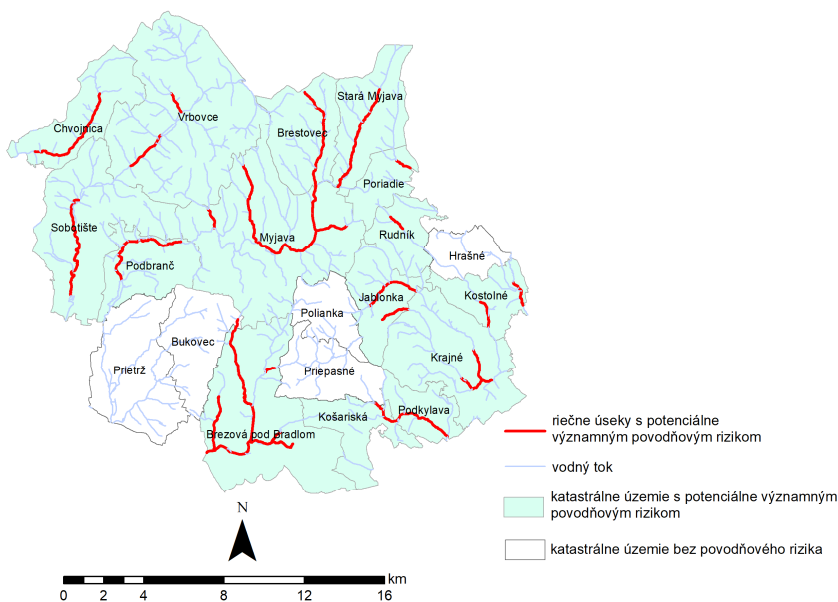 Stará Myjava
Chvojnica
Vrbovce
Brestovec
Poriadie
Sobotište
Myjava
Rudník
Podbranč
Hrašné
Jablonka
Kostolné
Polianka
Bukovec
Krajné
Prietrž
Priepasné
Košariská
Podkylava
Brezová pod Bradlom
riečne úseky s potenciálne
významným povodňovým rizikom
vodný tok
katastrálne územie s potenciálne významným
povodňovým rizikom
katastrálne územie bez povodňového rizika
N
km
0 2 4 8 12 16